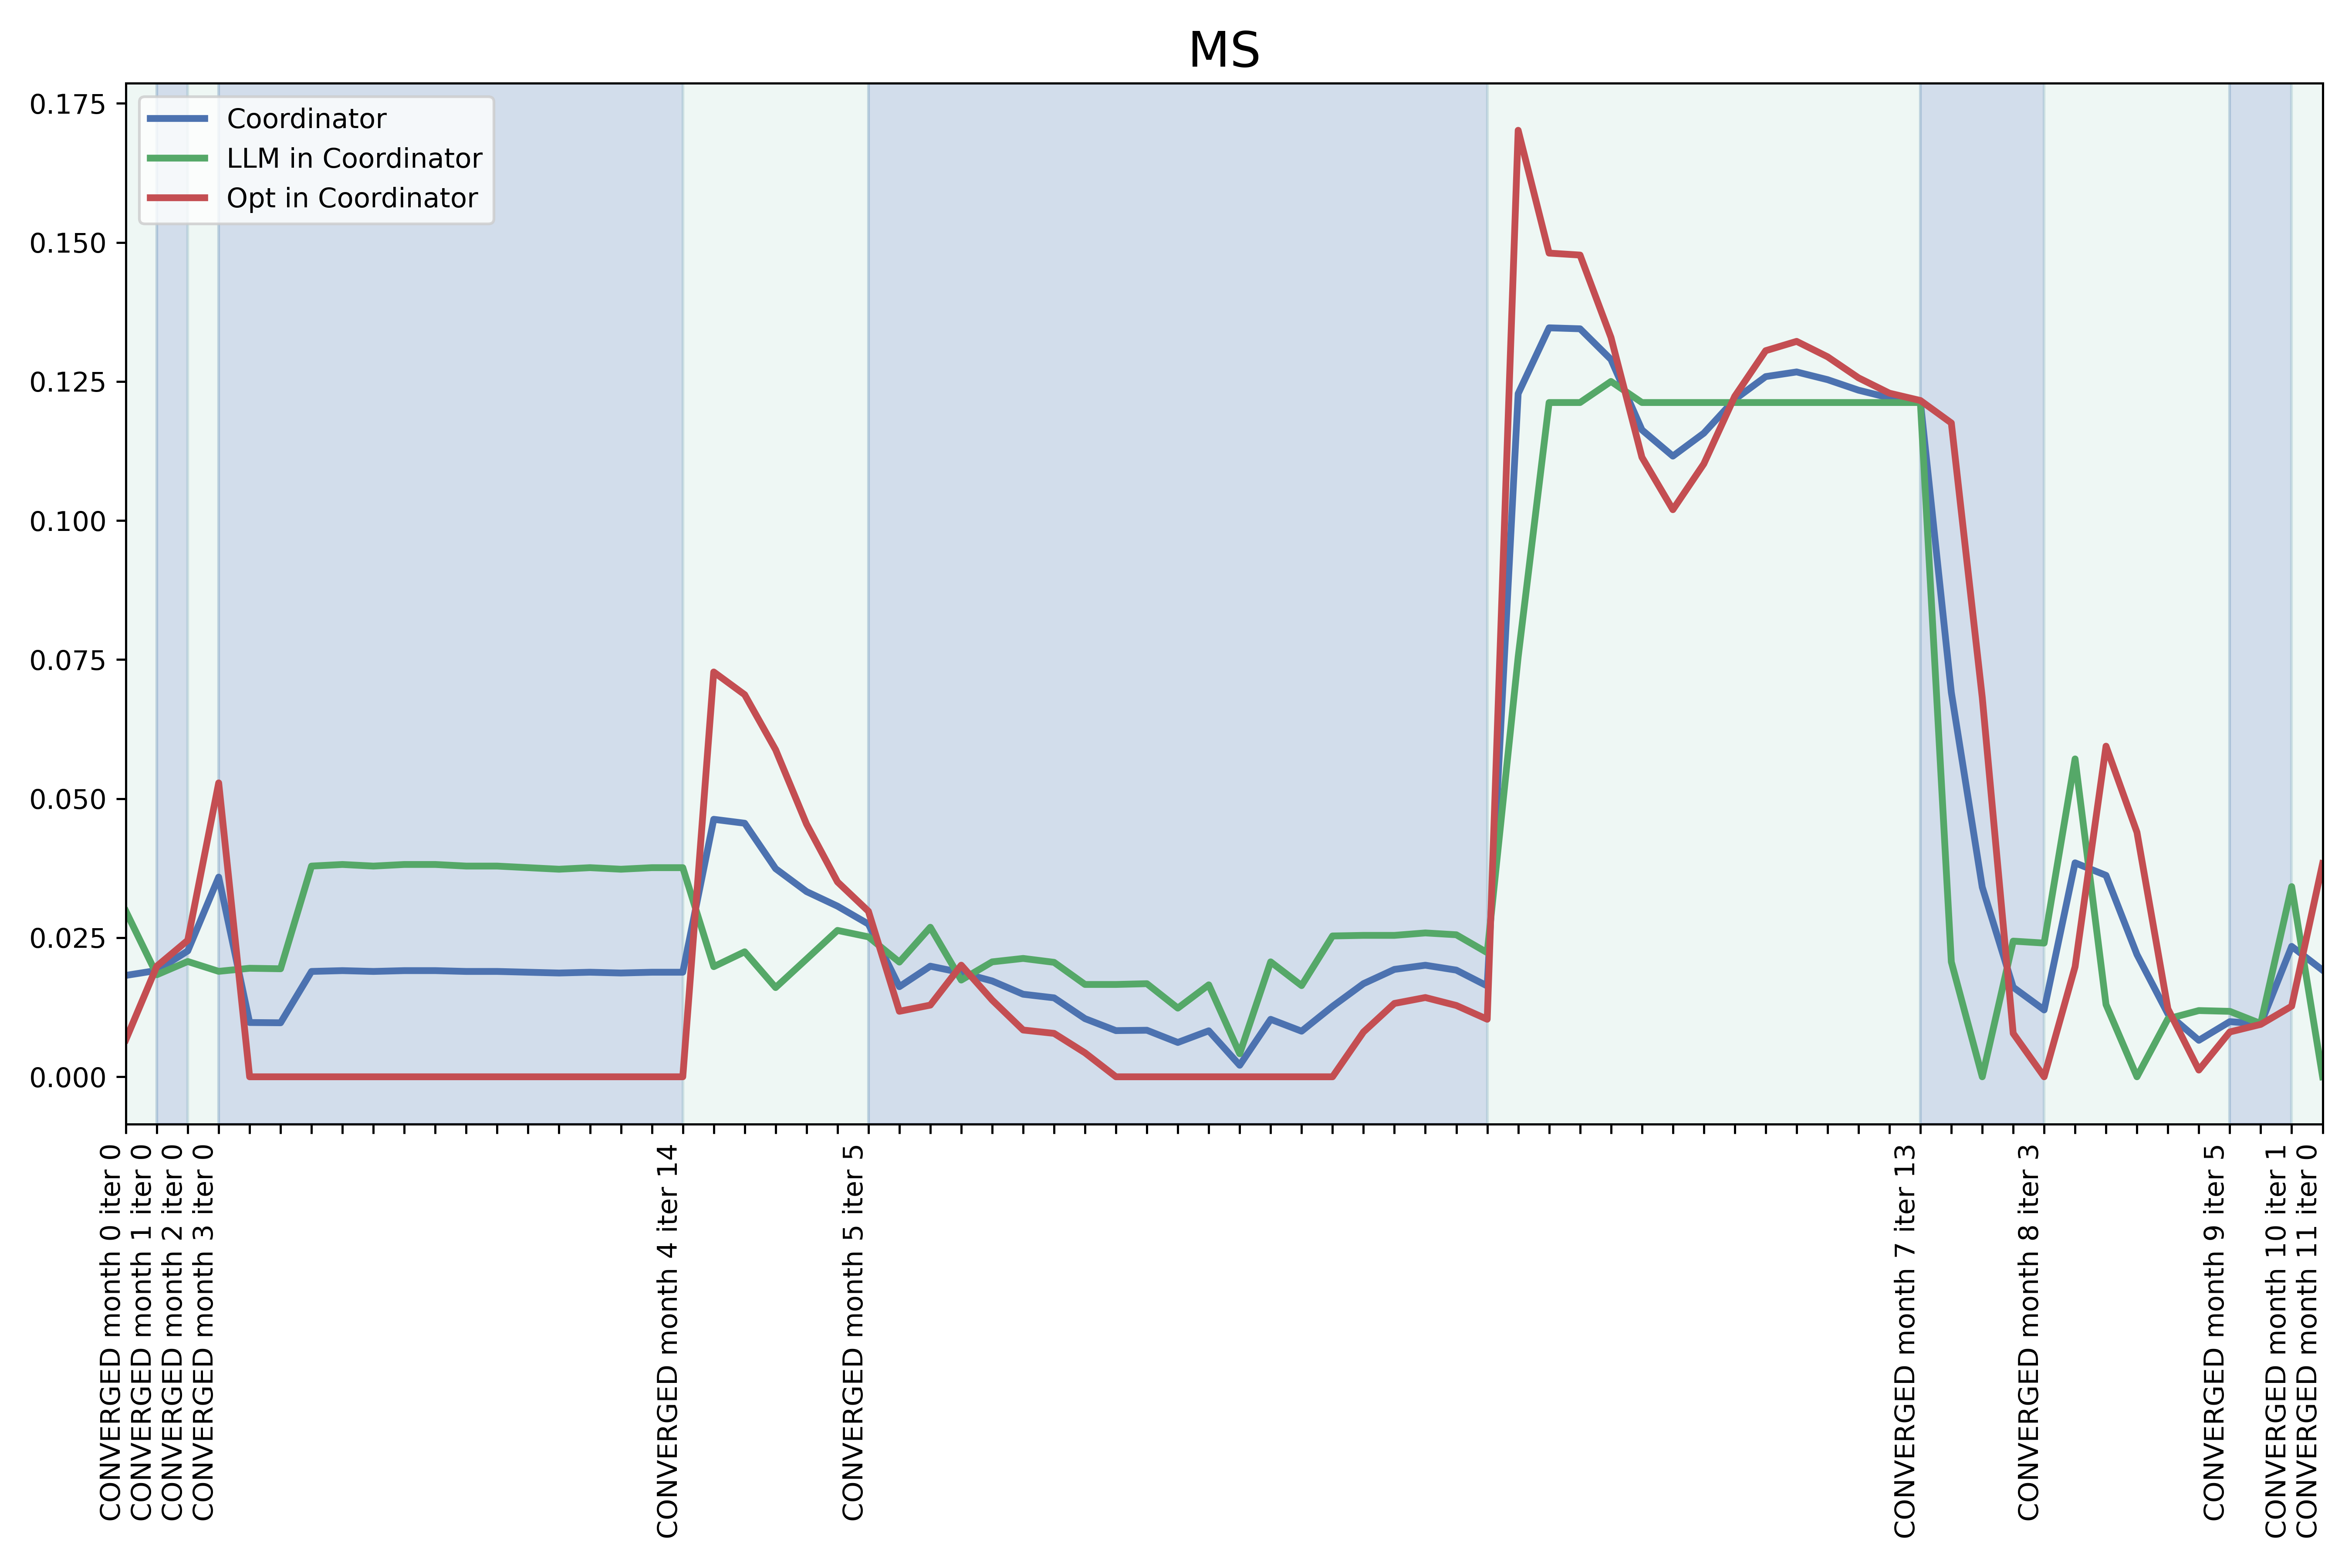 MS
0.175
0.150
0.125
0.100
0.075
0.050
0.025
0.000
Coordinator
LLM in Coordinator
Opt in Coordinator
CONVERGED month 0 iter 0
CONVERGED month 1 iter 0
CONVERGED month 2 iter 0
CONVERGED month 3 iter 0
CONVERGED month 4 iter 14
CONVERGED month 5 iter 5
CONVERGED month 7 iter 13
CONVERGED month 8 iter 3
CONVERGED month 9 iter 5
CONVERGED month 10 iter 1
CONVERGED month 11 iter 0